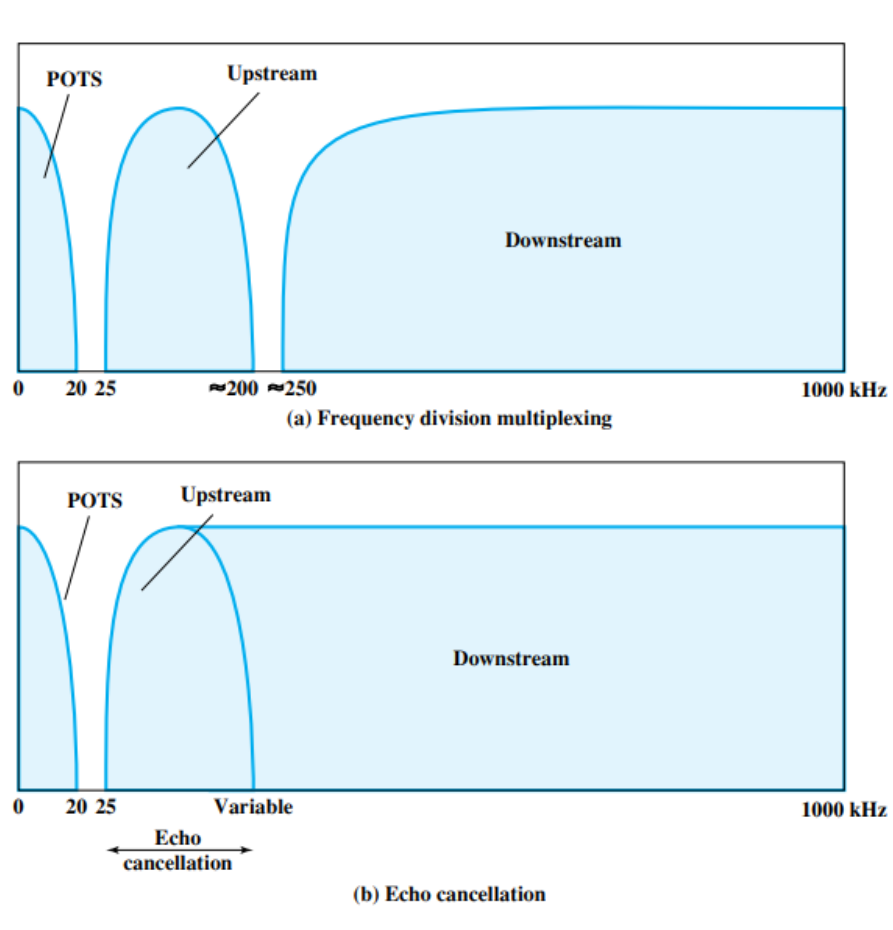 POTS
Upstream
Downstream
0 20 25 ≈200 ≈250 1000 kHz
(a) Frequency division multiplexing
POTS
Upstream
Downstream
0 20 25 Variable 1000 kHz
Echo
cancellation
(b) Echo cancellation